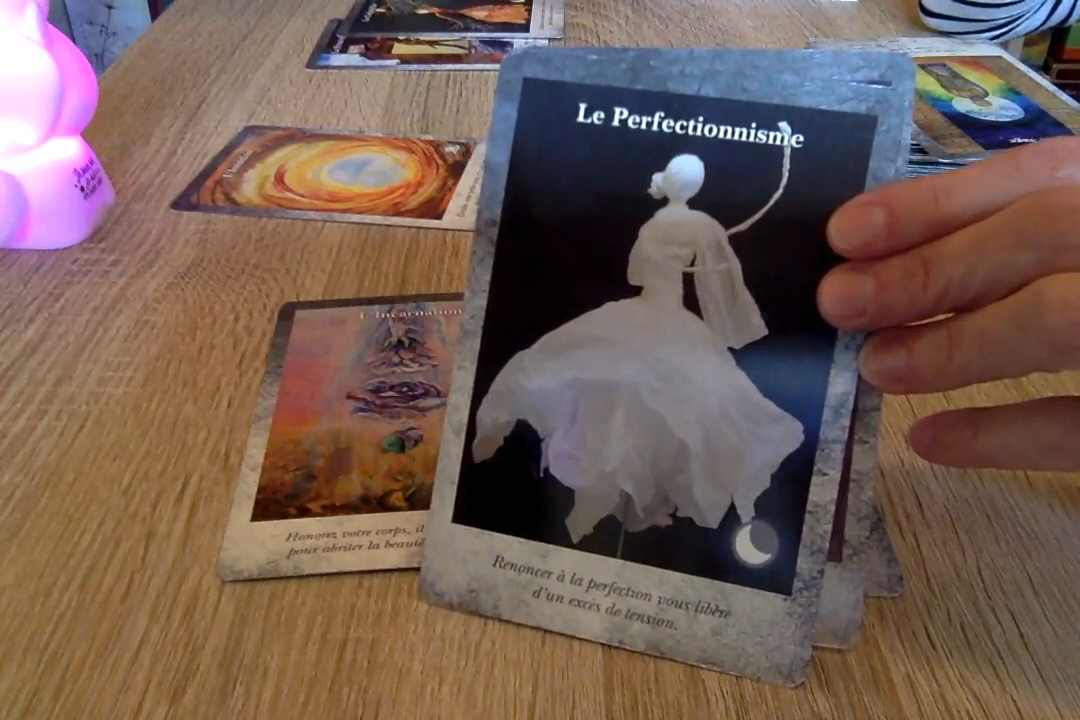 Le Perfectionnisme
L'Incarnation
Honorez votre corps, il
pour abriter la beauté
Renoncer à la perfection vous libère
d'un excès de tension.